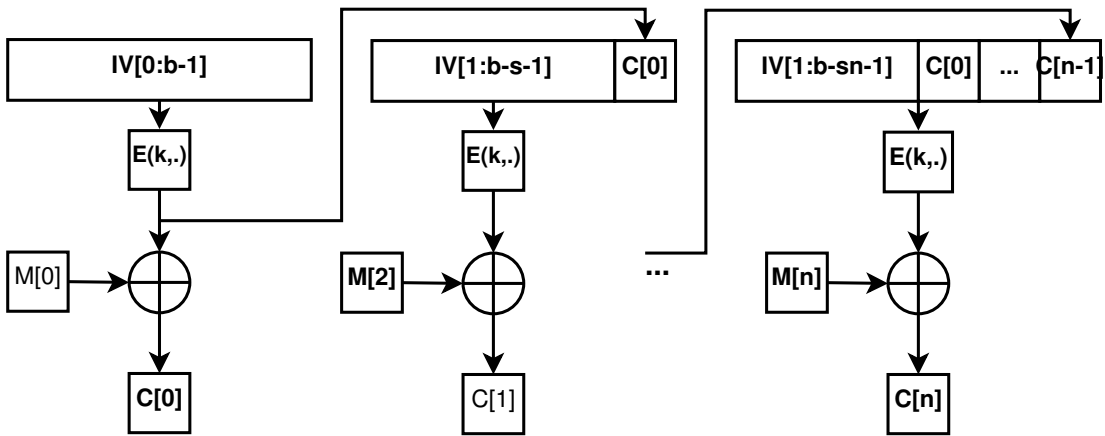 IV[0:b-1]
IV[1:b-s-1]
C[0]
IV[1:b-sn-1]
C[0]
...
C[n-1]
E(k,.)
E(k,.)
E(k,.)
M[0]
M[2]
...
M[n]
C[0]
C[1]
C[n]